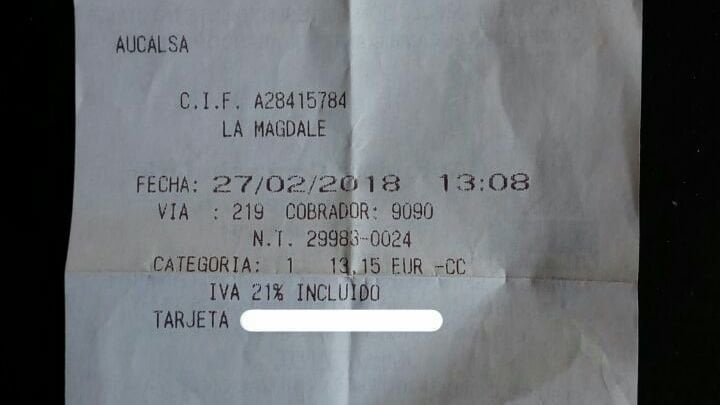 AUCALSA
C.I.F. A28415784
LA MAGDALE
FECHA: 27/02/2018 13:08
VIA : 219 COBRADOR: 9090
N.T. 29983-0024
CATEGORIA: 1 13,15 EUR -CC
IVA 21% INCLUIDO
TARJETA